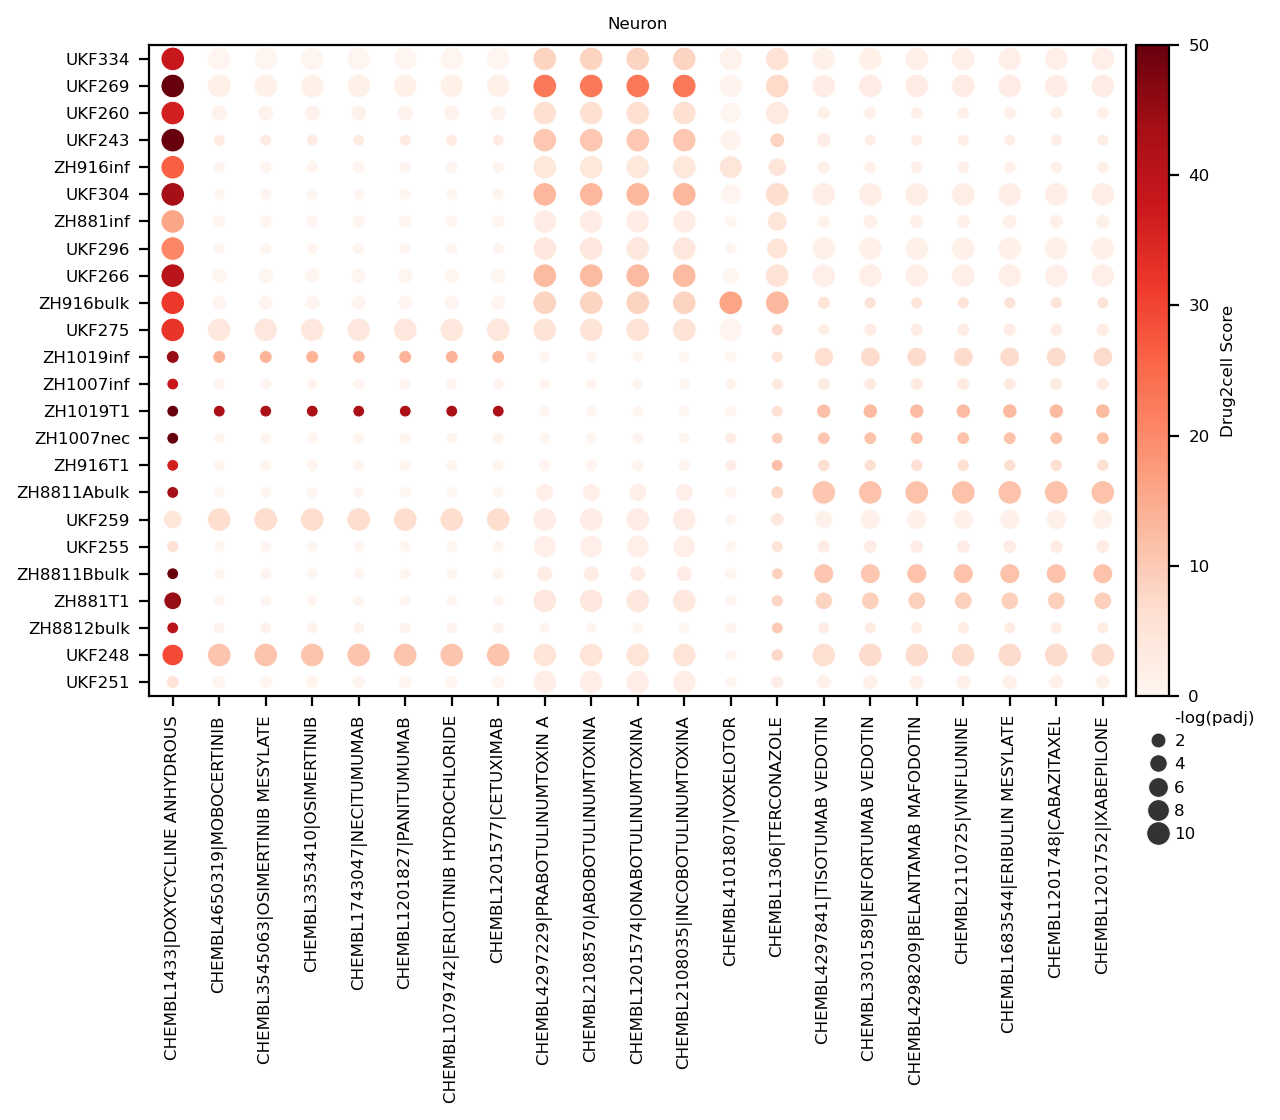 Neuron
UKF334
UKF269
UKF260
UKF243
ZH916inf
UKF304
ZH881inf
UKF296
UKF266
ZH916bulk
UKF275
ZH1019inf
ZH1007inf
ZH1019T1
ZH1007nec
ZH916T1
ZH8811Abulk
UKF259
UKF255
ZH8811Bbulk
ZH881T1
ZH8812bulk
UKF248
UKF251
CHEMBL1433|DOXYCYCLINE ANHYDROUS
CHEMBL4650319|MOBOCERTINIB
CHEMBL3545063|OSIMERTINIB MESYLATE
CHEMBL3353410|OSIMERTINIB
CHEMBL1743047|NECITUMUMAB
CHEMBL1201827|PANITUMUMAB
CHEMBL1079742|ERLOTINIB HYDROCHLORIDE
CHEMBL1201577|CETUXIMAB
CHEMBL4297229|PRABOTULINUMTOXIN A
CHEMBL2108570|ABOBOTULINUMTOXINA
CHEMBL1201574|ONABOTULINUMTOXINA
CHEMBL2108035|INCOBOTULINUMTOXINA
CHEMBL4101807|VOXELOTOR
CHEMBL1306|TERCONAZOLE
CHEMBL4297841|TISOTUMAB VEDOTIN
CHEMBL3301589|ENFORTUMAB VEDOTIN
CHEMBL4298209|BELANTAMAB MAFODOTIN
CHEMBL2110725|VINFLUNINE
CHEMBL1683544|ERIBULIN MESYLATE
CHEMBL1201748|CABAZITAXEL
CHEMBL1201752|IXABEPILONE
50
40
30
20
10
0
Drug2cell Score
-log(padj)
2
4
6
8
10